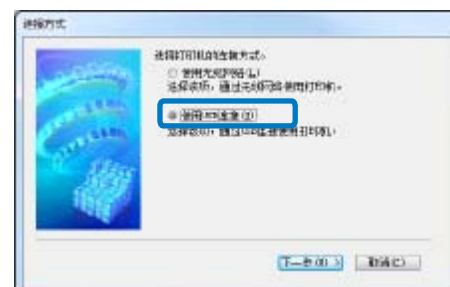 连接方式
选择打印机的连接方式。
使用无线网络(L)
选择该项，通过无线网络使用打印机。
使用USB连接(U)
选择该项，通过USB连接使用打印机。
下一步(N) >
取消(C)